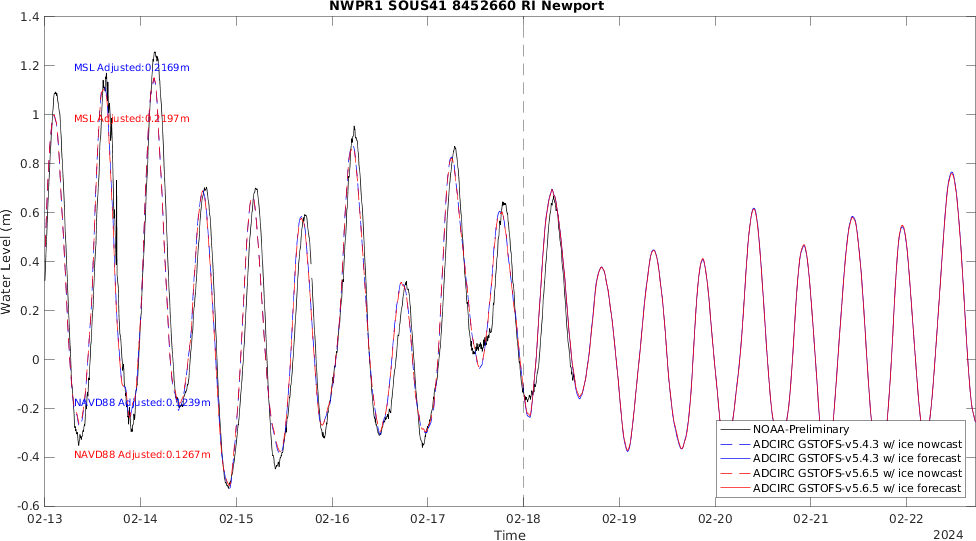 NWPR1 SOUS41 8452660 RI Newport
1.4
1.2
1
0.8
0.6
0.4
0.2
0
-0.2
-0.4
-0.6
Water Level (m)
MSL Adjusted:0.2169m
MSL Adjusted:0.2197m
NAVD88 Adjusted:0.1239m
NAVD88 Adjusted:0.1267m
NOAA-Preliminary
ADCIRC GSTOFS-v5.4.3 w/ ice nowcast
ADCIRC GSTOFS-v5.4.3 w/ ice forecast
ADCIRC GSTOFS-v5.6.5 w/ ice nowcast
ADCIRC GSTOFS-v5.6.5 w/ ice forecast
02-13 02-14 02-15 02-16 02-17 02-18 02-19 02-20 02-21 02-22
Time
2024